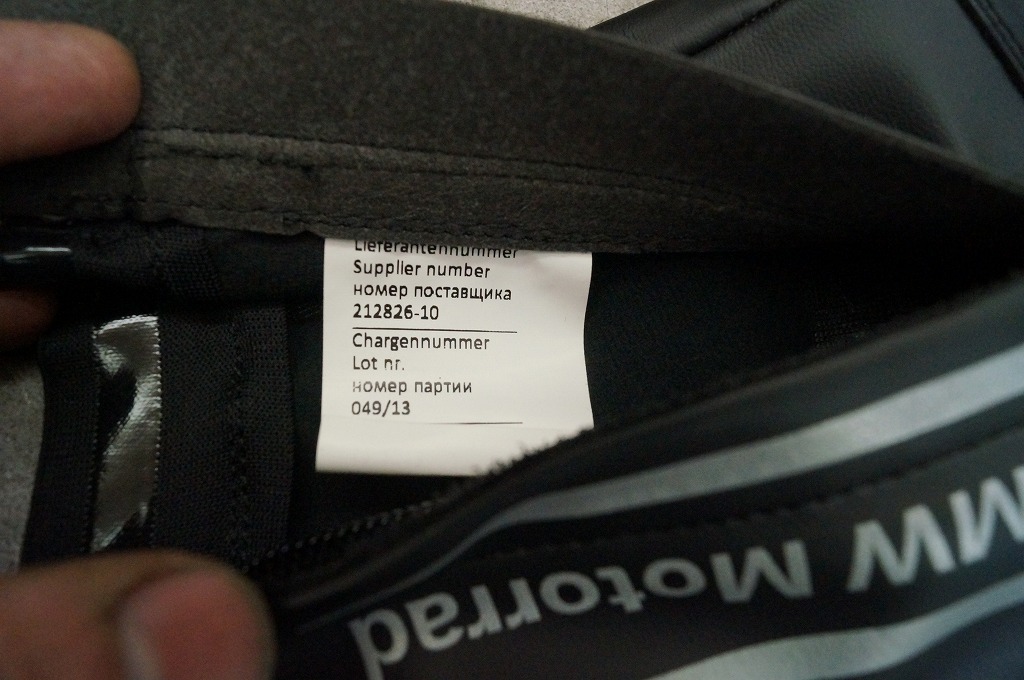 Lieferantennummer
Supplier number
номер поставщика
212826-10
Chargennummer
Lot nr.
номер партии
049/13
MW Motorrad